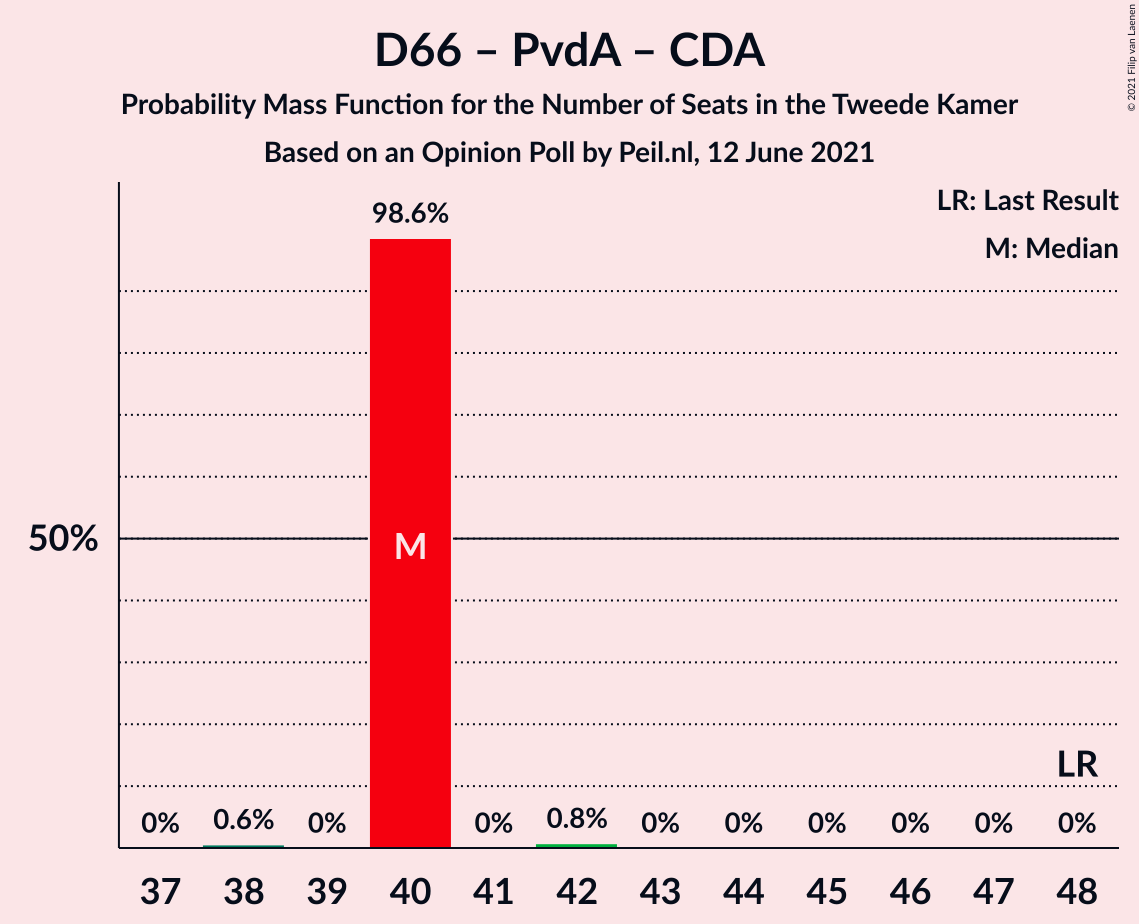 D66 – PvdA – CDA
Probability Mass Function for the Number of Seats in the Tweede Kamer
Based on an Opinion Poll by Peil.nl, 12 June 2021
© 2021 Filip van Laenen
LR: Last Result
M: Median
98.6%
50%
M
LR
0% 0.6% 0% 0% 0.8% 0% 0% 0% 0% 0% 0%
37 38 39 40 41 42 43 44 45 46 47 48